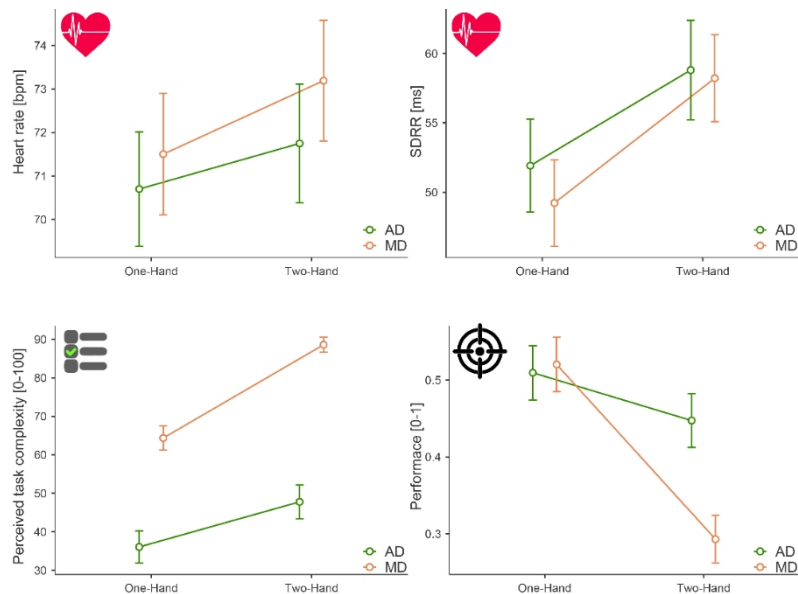 Heart rate [bpm]
74
73
72
71
70
One-Hand
Two-Hand
AD
MD
SDRR [ms]
60
55
50
One-Hand
Two-Hand
AD
MD
Perceived task complexity [0-100]
90
80
70
60
50
40
30
One-Hand
Two-Hand
AD
MD
Performace [0-1]
0.5
0.4
0.3
One-Hand
Two-Hand
AD
MD